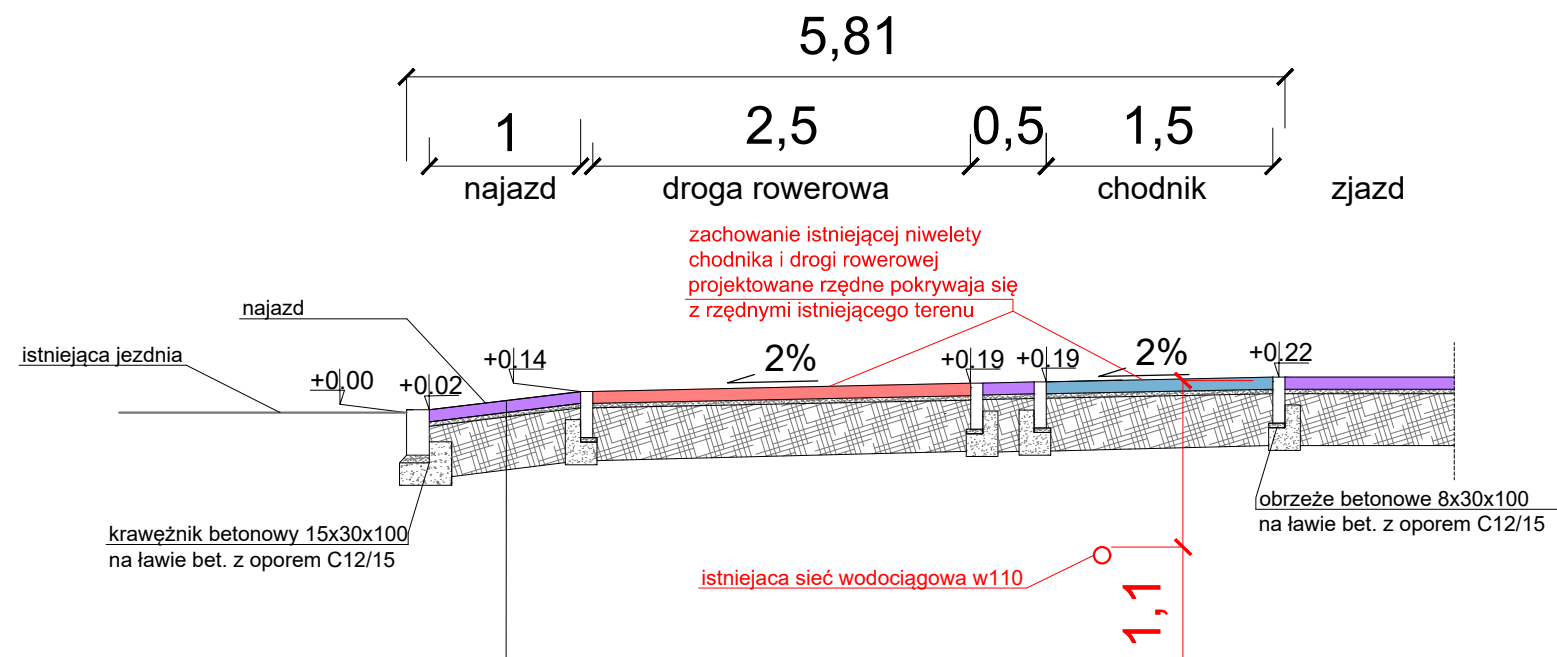 5,81
1
2,5
0,5
1,5
najazd
droga rowerowa
chodnik
zjazd
zachowanie istniejącej niwelety
chodnika i drogi rowerowej
projektowane rzędne pokrywaja się
z rzędnymi istniejącego terenu
najazd
istniejąca jezdnia
+0.00
+0.02
+0.14
2%
+0.19
+0.19
2%
+0.22
krawężnik betonowy 15x30x100
na ławie bet. z oporem C12/15
obrzeże betonowe 8x30x100
na ławie bet. z oporem C12/15
istniejaca sieć wodociągowa w110
1,1